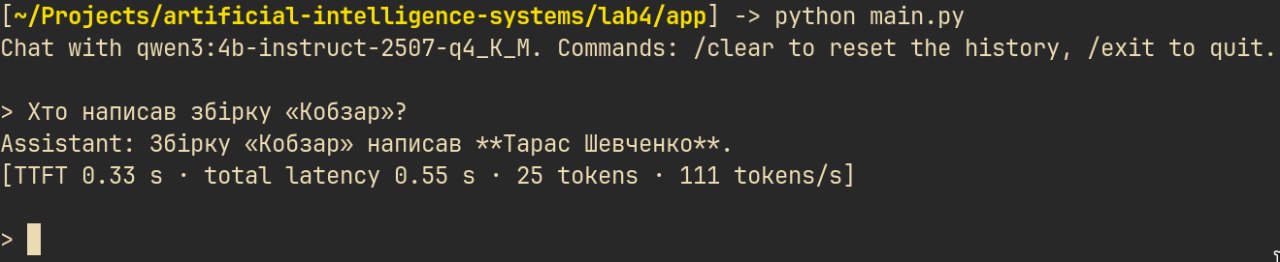 [~/Projects/artificial-intelligence-systems/lab4/app] -> python main.py
Chat with qwen3:4b-instruct-2507-q4_K_M. Commands: /clear to reset the history, /exit to quit.
> Хто написав збірку «Кобзар»?
Assistant: Збірку «Кобзар» написав **Тарас Шевченко**.
[TTFT 0.33 s · total latency 0.55 s · 25 tokens · 111 tokens/s]
>